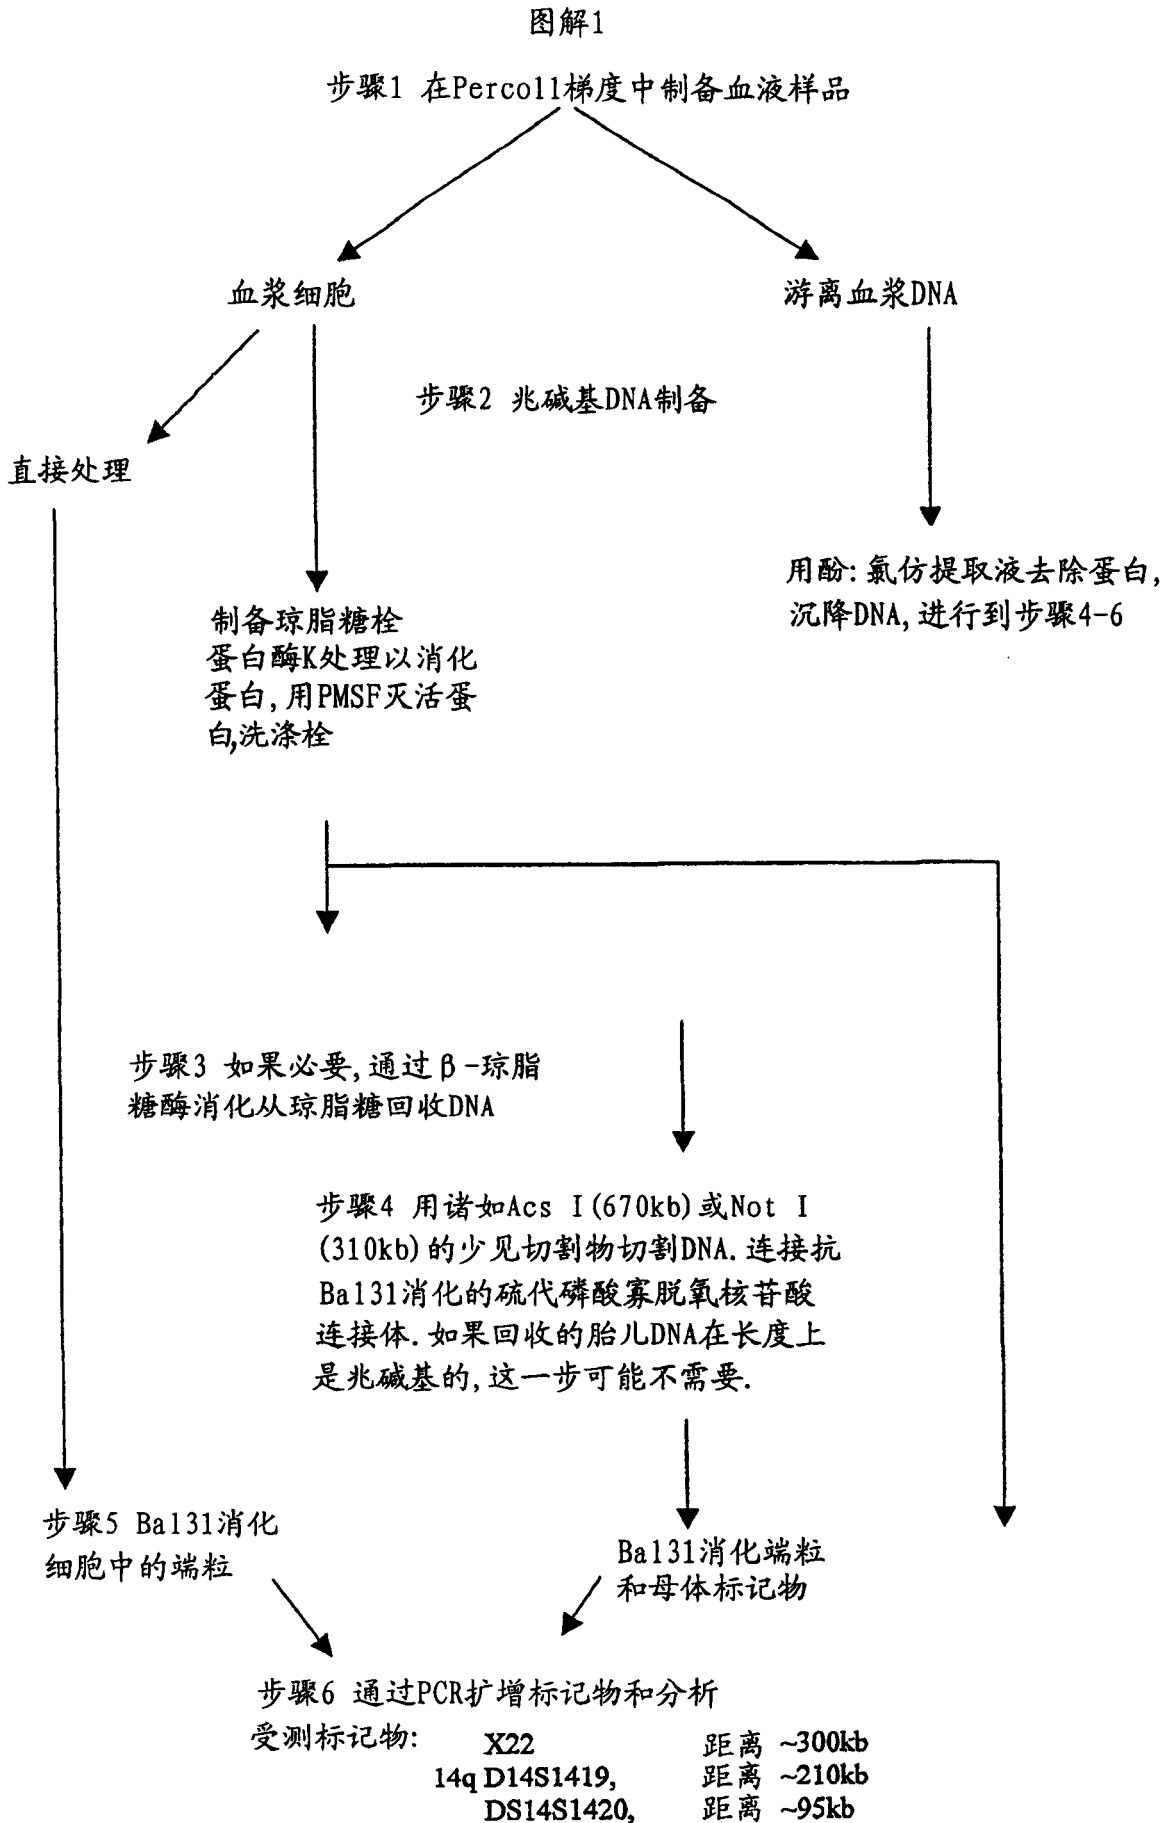 图解1
步骤1 在Percoll梯度中制备血液样品
血浆细胞
游离血浆DNA
步骤2 兆碱基DNA制备
直接处理
用酚:氯仿提取液去除蛋白,
沉降DNA,进行到步骤4-6
制备琼脂糖栓
蛋白酶K处理以消化
蛋白,用PMSF灭活蛋
白,洗涤栓
步骤3 如果必要,通过β-琼脂
糖酶消化从琼脂糖回收DNA
步骤4 用诸如Acs I(670kb)或Not I
(310kb)的少见切割物切割DNA.连接抗
Bal31消化的硫代磷酸寡脱氧核苷酸
连接体.如果回收的胎儿DNA在长度上
是兆碱基的,这一步可能不需要.
步骤5 Bal31消化
细胞中的端粒
Bal31消化端粒
和母体标记物
步骤6 通过PCR扩增标记物和分析
受测标记物: X22 距离 ~300kb
14q D14S1419, 距离 ~210kb
DS14S1420, 距离 ~95kb